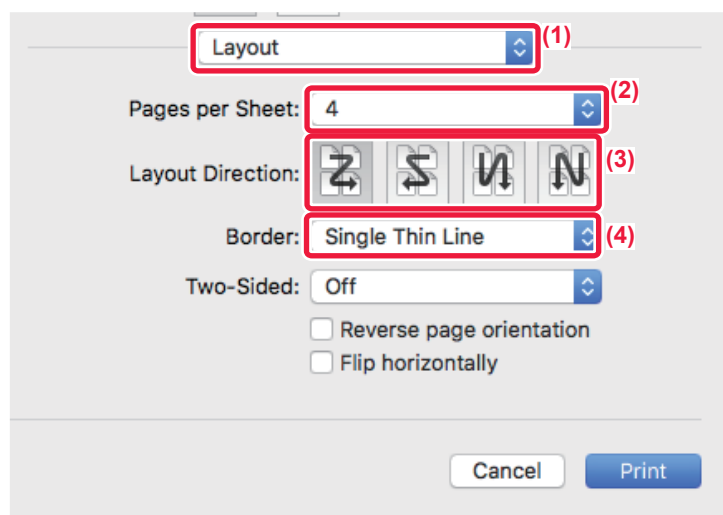 Layout (1)
Pages per Sheet: 4 (2)
Layout Direction: (3)
Border: Single Thin Line (4)
Two-Sided: Off
Reverse page orientation
Flip horizontally
Cancel Print